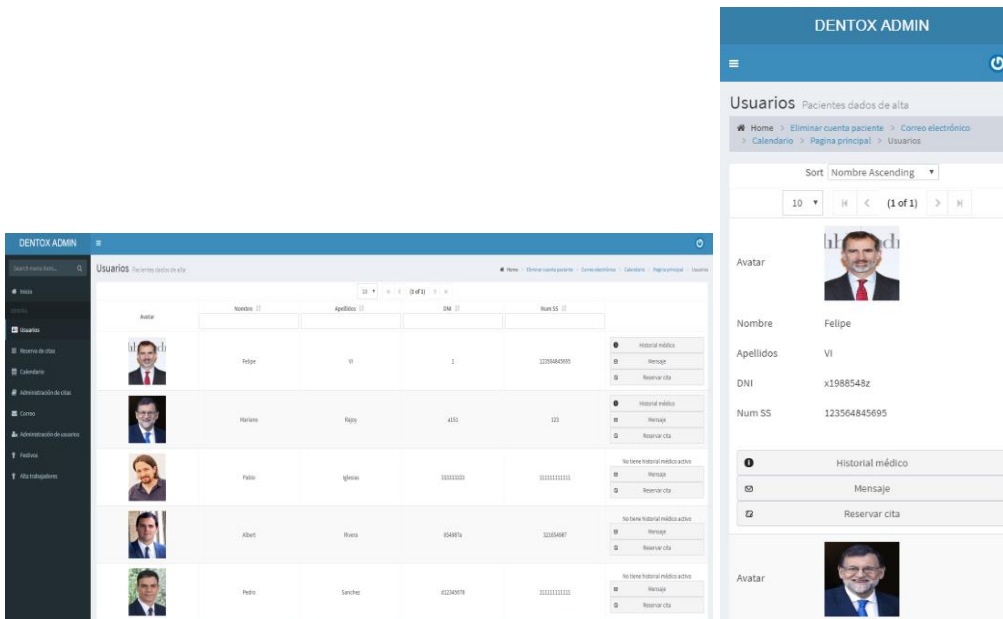 DENTOX ADMIN
Search menu item...
Inicio
Usuarios
Reserva de citas
Calendario
Administración de citas
Correo
Administración de usuarios
Festivos
Alta trabajadores
Usuarios Pacientes dados de alta
Home > Eliminar cuenta paciente > Correo electrónico > Calendario > Pagina principal > Usuarios
10 (1 of 1)
Avatar Nombre Apellidos DNI Num SS
Felipe VI 123564845695
Historial médico
Mensaje
Reservar cita
Mariano Rajoy a151 123
Historial médico
Mensaje
Reservar cita
Pablo Iglesias
No tiene historial médico activo
Mensaje
Reservar cita
Albert Rivera 321654987
No tiene historial médico activo
Mensaje
Reservar cita
Pedro Sanchez d12345678
No tiene historial médico activo
Mensaje
Reservar cita
DENTOX ADMIN
Usuarios Pacientes dados de alta
Home > Eliminar cuenta paciente > Correo electrónico
> Calendario > Pagina principal > Usuarios
Sort Nombre Ascending
10 (1 of 1)
Avatar
Nombre Felipe
Apellidos VI
DNI x1988548z
Num SS 123564845695
Historial médico
Mensaje
Reservar cita
Avatar